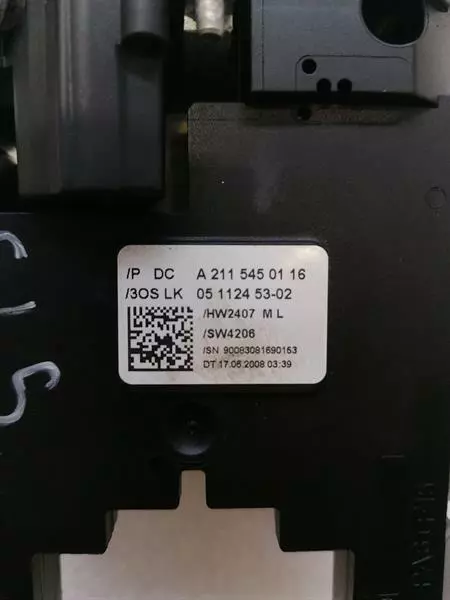 /P DC A 211 545 01 16
/3OS LK 05 1124 53-02
/HW2407 M L
/SW4206
/SN 90083081690153
DT 17.06.2008 03:39